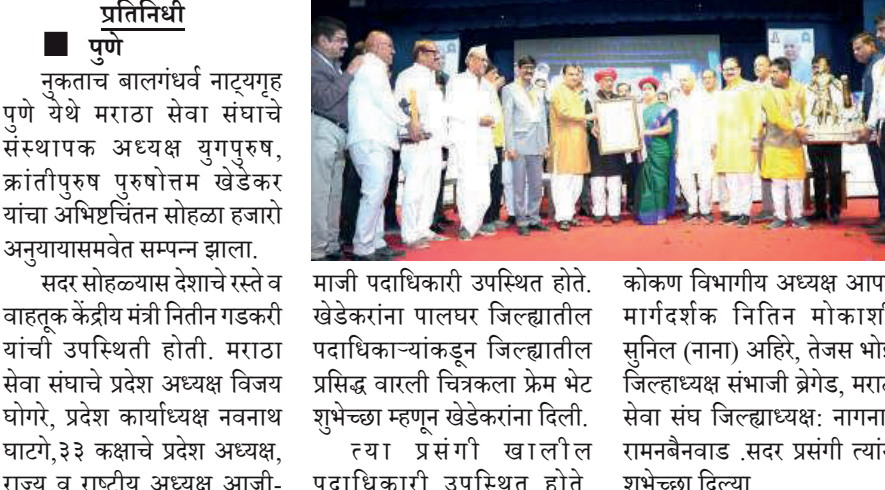 प्रतिनिधी
■ पुणे
नुकताच बालगंधर्व नाट्यगृह
पुणे येथे मराठा सेवा संघाचे
संस्थापक अध्यक्ष युगपुरुष,
क्रांतीपुरुष पुरुषोत्तम खेडेकर
यांचा अभिष्टचिंतन सोहळा हजारो
अनुयायासमवेत सम्पन्न झाला.
सदर सोहळ्यास देशाचे रस्ते व
वाहतूक केंद्रीय मंत्री नितीन गडकरी
यांची उपस्थिती होती. मराठा
सेवा संघाचे प्रदेश अध्यक्ष विजय
घोगरे, प्रदेश कार्याध्यक्ष नवनाथ
घाटगे,३३ कक्षाचे प्रदेश अध्यक्ष,
राज्य व राष्टीय अध्यक्ष आजी-
माजी पदाधिकारी उपस्थित होते.
खेडेकरांना पालघर जिल्ह्यातील
पदाधिकाऱ्यांकडून जिल्ह्यातील
प्रसिद्ध वारली चित्रकला फ्रेम भेट
शुभेच्छा म्हणून खेडेकरांना दिली.
त्या प्रसंगी खालील
पदाधिकारी उपस्थित होते.
कोकण विभागीय अध्यक्ष आप
मार्गदर्शक नितिन मोकाशी
सुनिल (नाना) अहिरे, तेजस भोइ
जिल्हाध्यक्ष संभाजी ब्रेगेड, मराठ
सेवा संघ जिल्ह्याध्यक्ष: नागना
रामनबैनवाड .सदर प्रसंगी त्यां
शुभेच्छा दिल्या